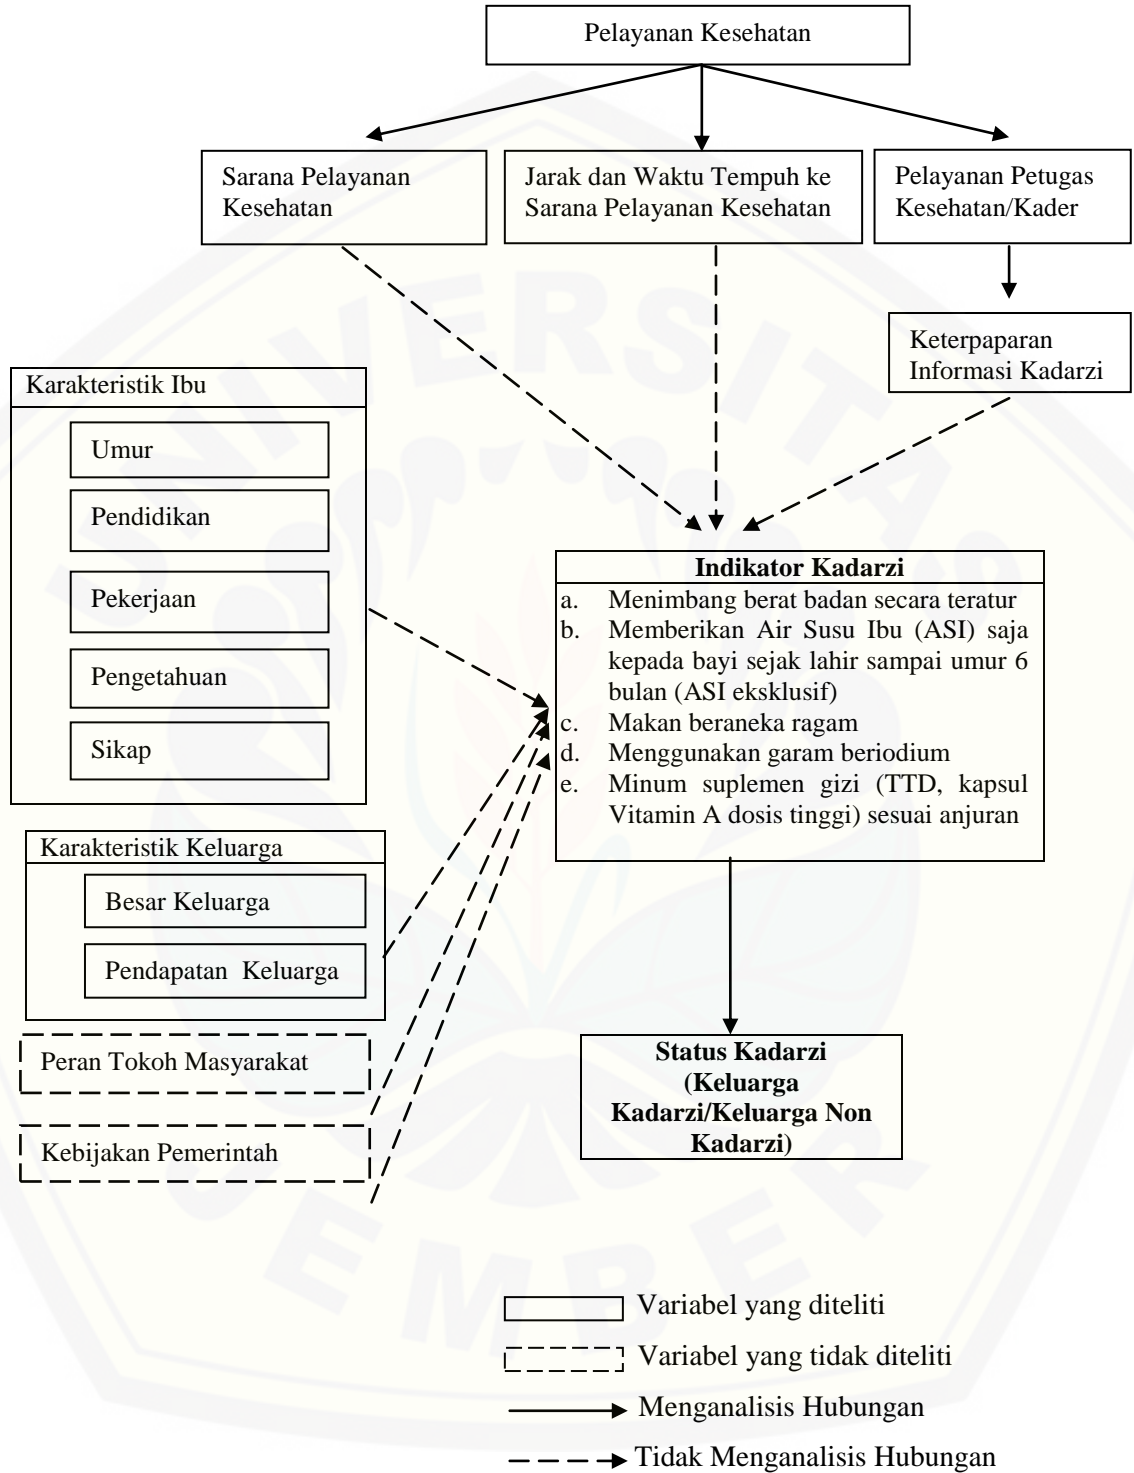 Pelayanan Kesehatan
Sarana Pelayanan
Kesehatan
Jarak dan Waktu Tempuh ke
Sarana Pelayanan Kesehatan
Pelayanan Petugas
Kesehatan/Kader
Keterpaparan
Informasi Kadarzi
Karakteristik Ibu
Umur
Pendidikan
Pekerjaan
Pengetahuan
Sikap
Indikator Kadarzi
a. Menimbang berat badan secara teratur
b. Memberikan Air Susu Ibu (ASI) saja
kepada bayi sejak lahir sampai umur 6
bulan (ASI eksklusif)
c. Makan beraneka ragam
d. Menggunakan garam beriodium
e. Minum suplemen gizi (TTD, kapsul
Vitamin A dosis tinggi) sesuai anjuran
Karakteristik Keluarga
Besar Keluarga
Pendapatan Keluarga
Peran Tokoh Masyarakat
Kebijakan Pemerintah
Status Kadarzi
(Keluarga
Kadarzi/Keluarga Non
Kadarzi)
Variabel yang diteliti
Variabel yang tidak diteliti
Menganalisis Hubungan
Tidak Menganalisis Hubungan
UNIVERSITAS
JEMBER